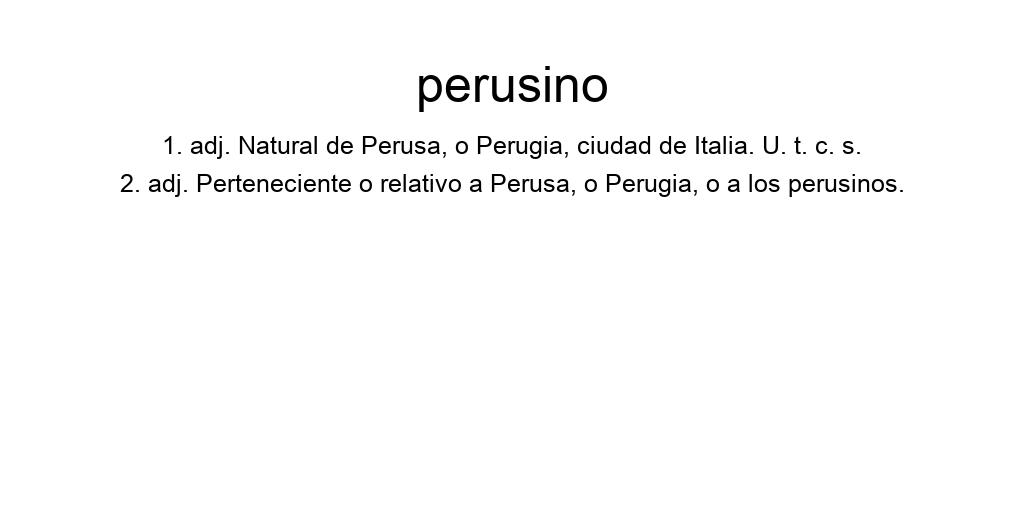 perusino
1. adj. Natural de Perusa, o Perugia, ciudad de Italia. U. t. c. s.
2. adj. Perteneciente o relativo a Perusa, o Perugia, o a los perusinos.